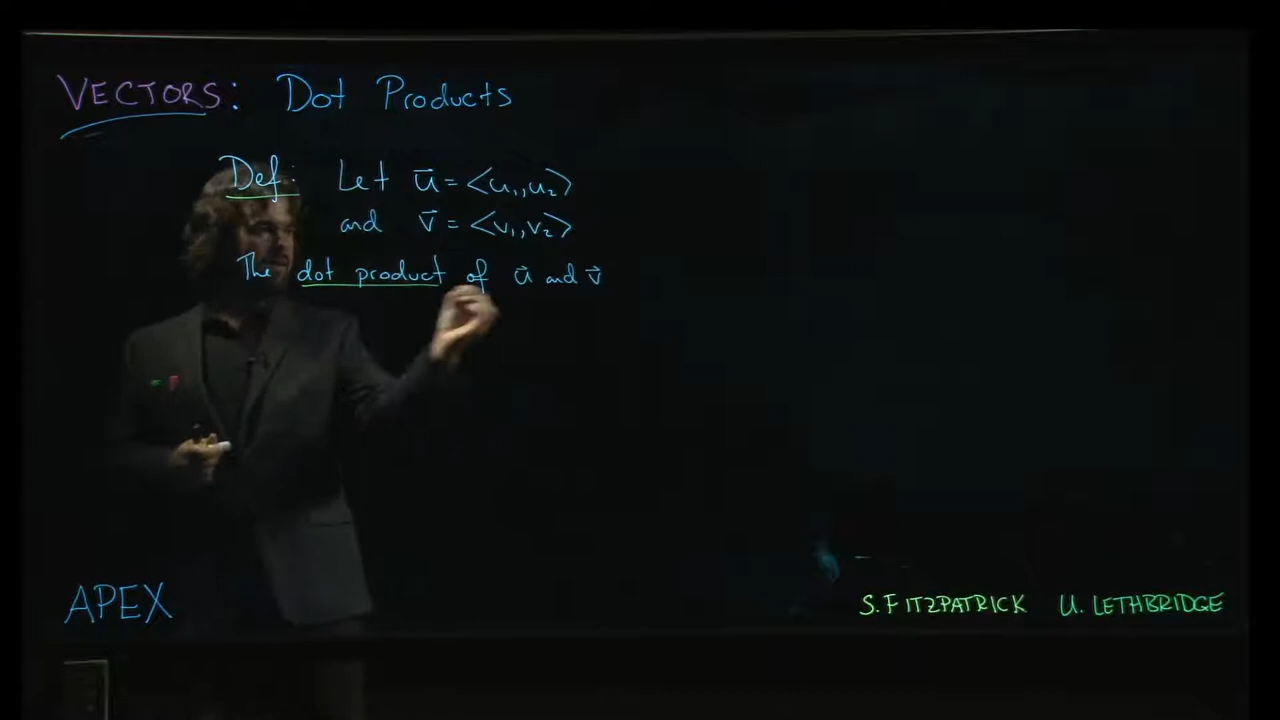 VECTORS: Dot Products
Def: Let u⃗ = <u₁, u₂>
and v⃗ = <v₁, v₂>
The dot product of u⃗ and v⃗
APEX
S. FITZPATRICK U. LETHBRIDGE